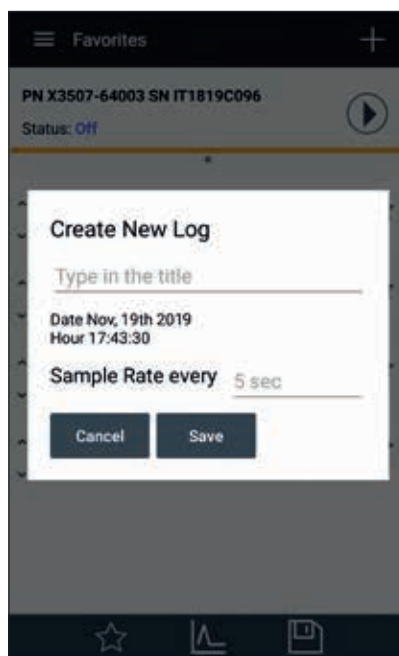 Favorites
PN X3507-64003 SN IT1819C096
Status: Off
Create New Log
Type in the title
Date Nov, 19th 2019
Hour 17:43:30
Sample Rate every 5 sec
Cancel Save